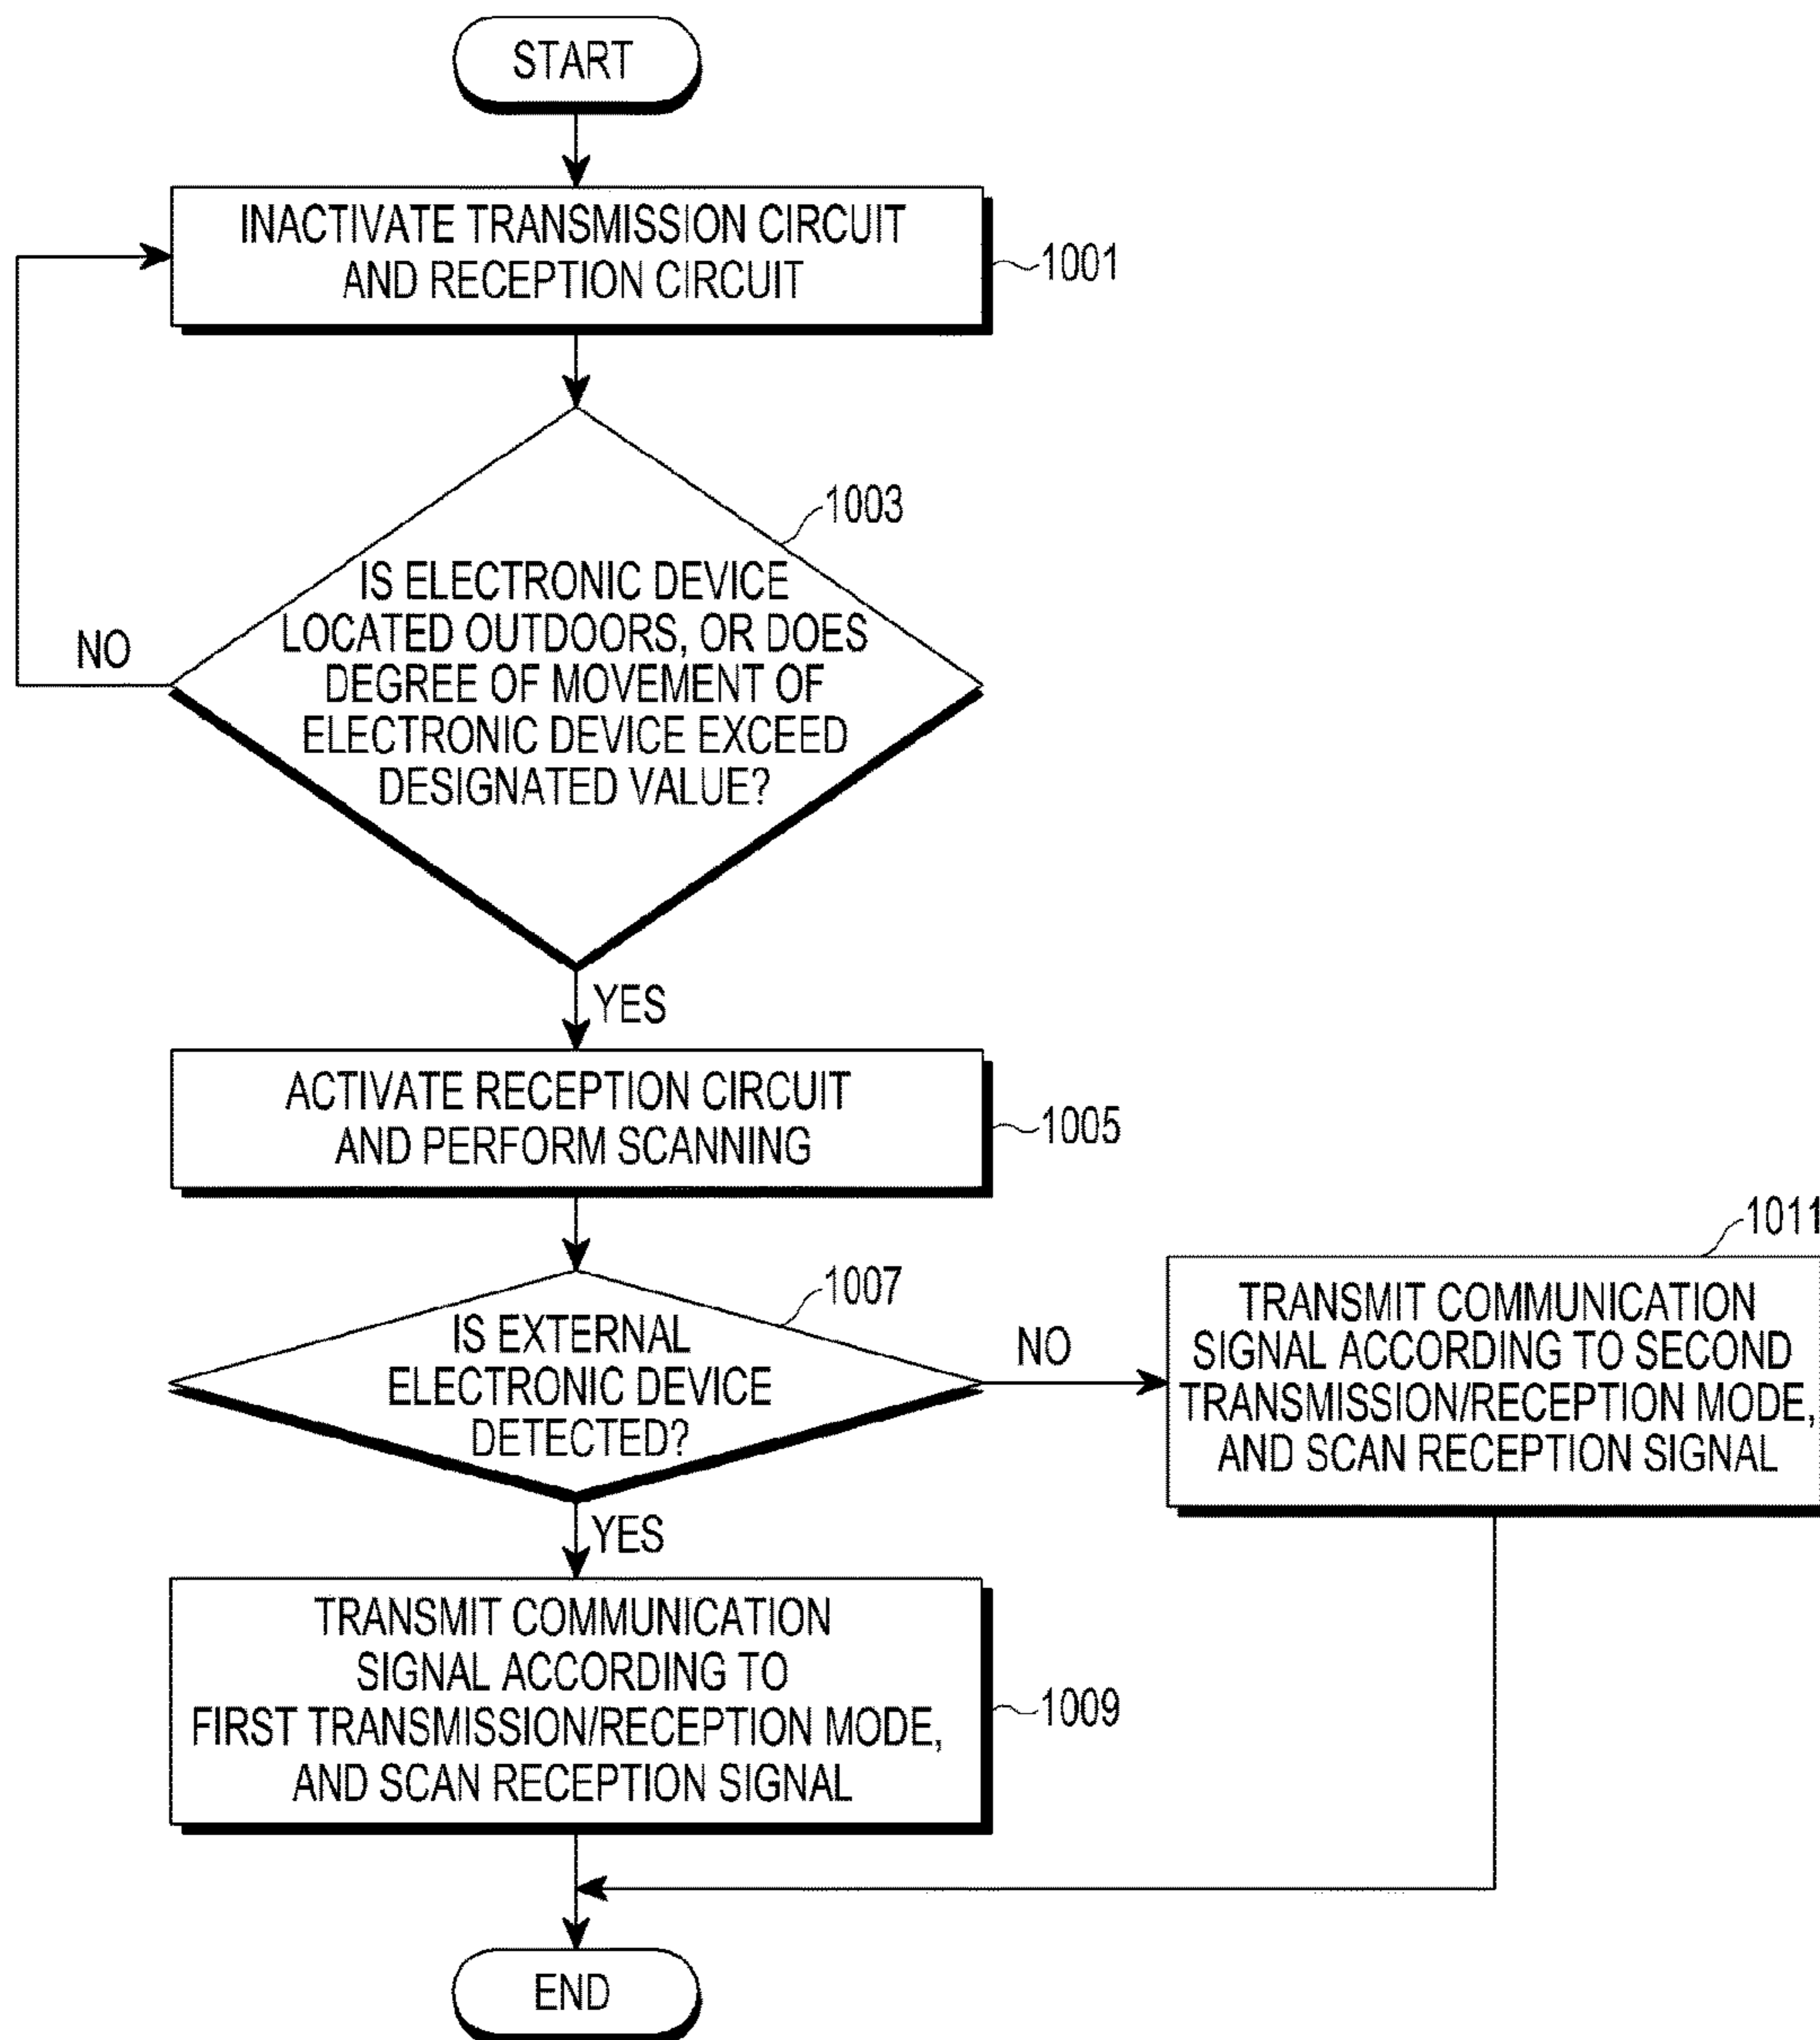 START
INACTIVATE TRANSMISSION CIRCUIT
AND RECEPTION CIRCUIT
1001
1003
IS ELECTRONIC DEVICE
LOCATED OUTDOORS, OR DOES
DEGREE OF MOVEMENT OF
ELECTRONIC DEVICE EXCEED
DESIGNATED VALUE?
NO
YES
ACTIVATE RECEPTION CIRCUIT
AND PERFORM SCANNING
1005
1007
IS EXTERNAL
ELECTRONIC DEVICE
DETECTED?
NO
1011
TRANSMIT COMMUNICATION
SIGNAL ACCORDING TO SECOND
TRANSMISSION/RECEPTION MODE,
AND SCAN RECEPTION SIGNAL
YES
TRANSMIT COMMUNICATION
SIGNAL ACCORDING TO
FIRST TRANSMISSION/RECEPTION MODE,
AND SCAN RECEPTION SIGNAL
1009
END